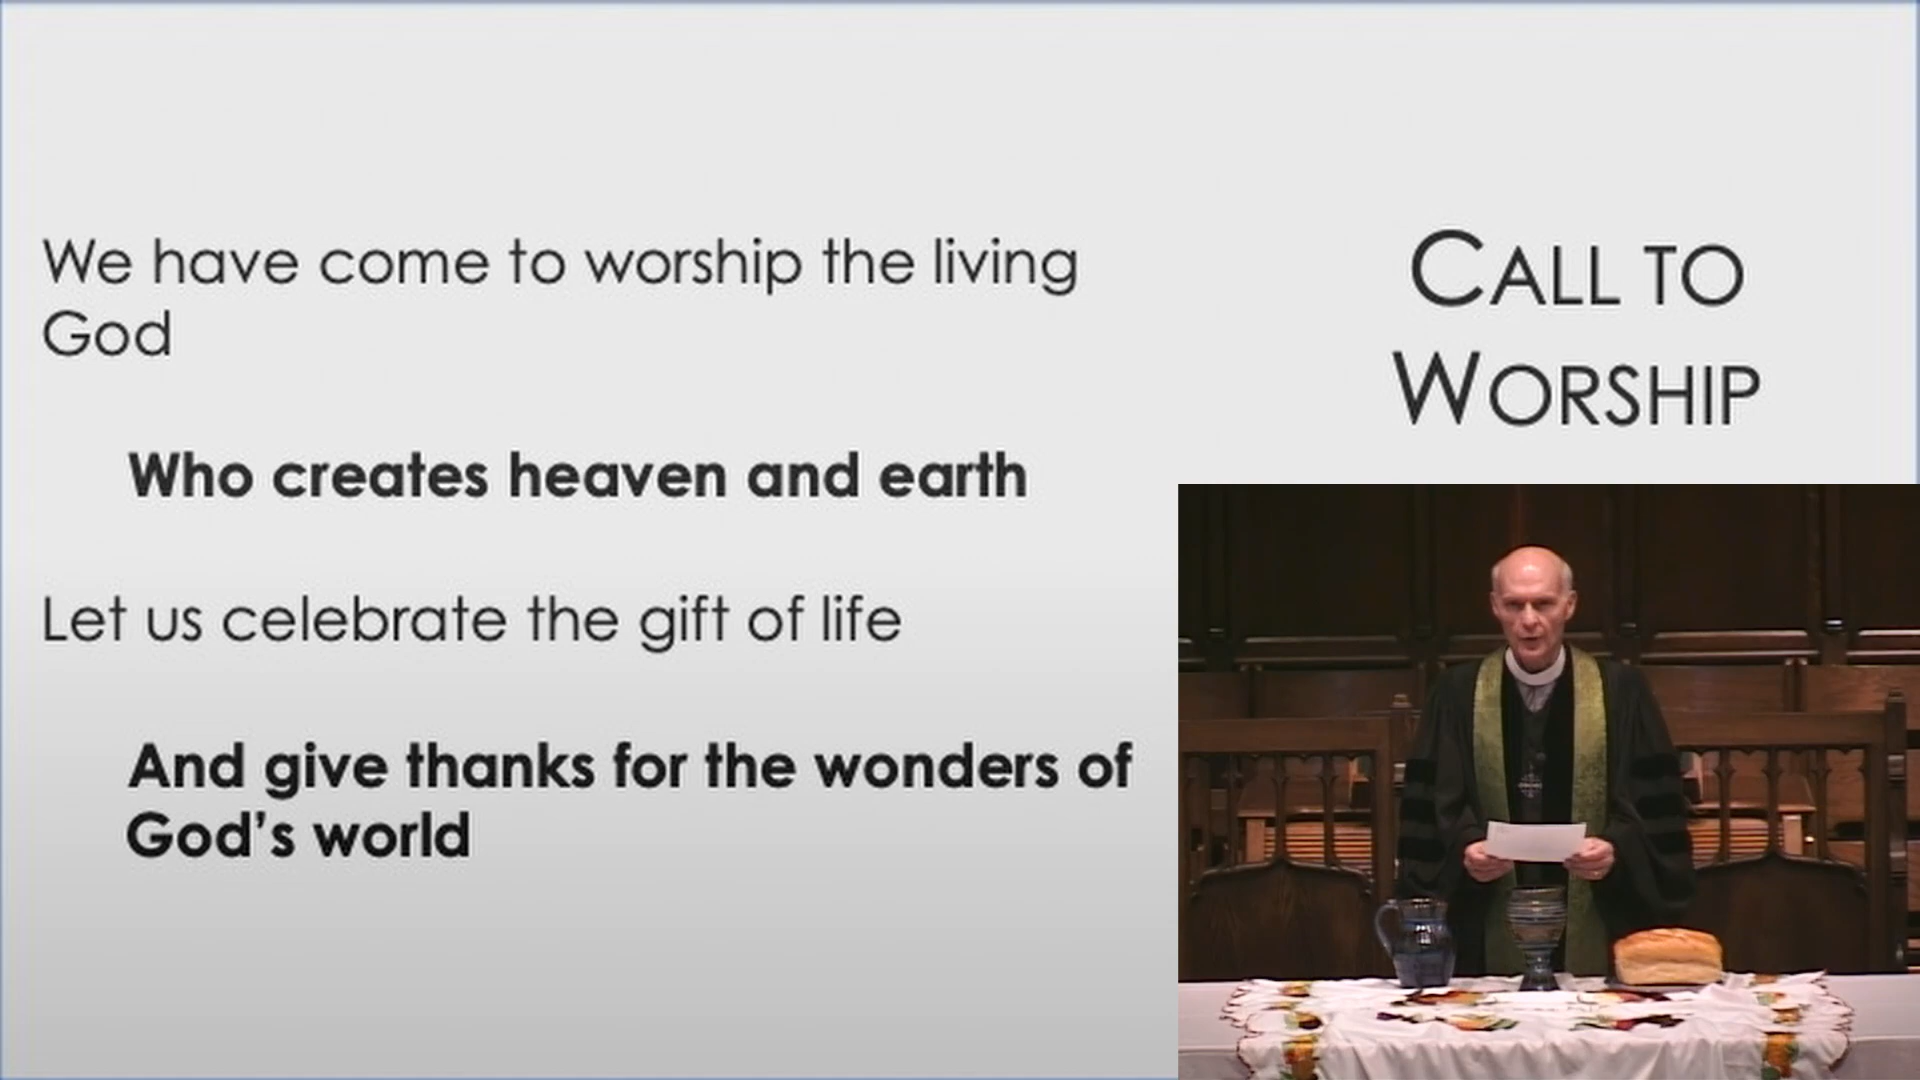 We have come to worship the living
God
Who creates heaven and earth
Let us celebrate the gift of life
And give thanks for the wonders of
God's world
CALL TO
WORSHIP